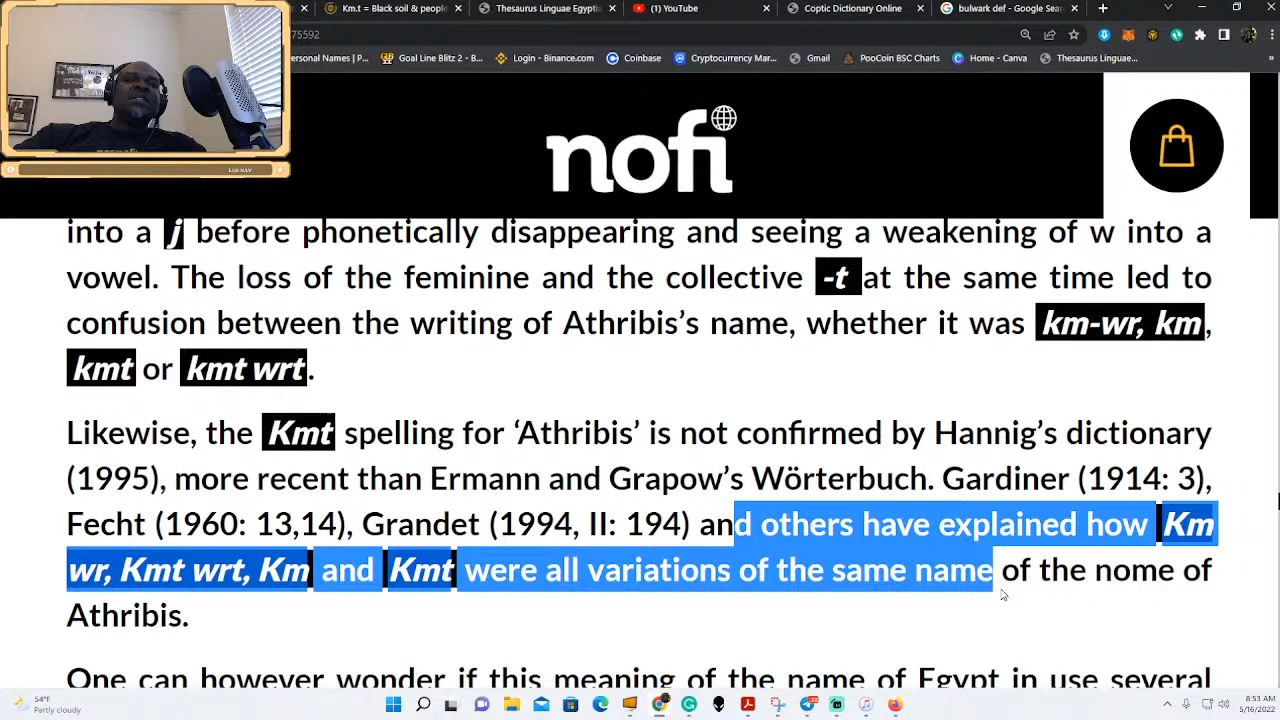 Km.t = Black soil & people
Thesaurus Linguae Egyptia
(1) YouTube
Coptic Dictionary Online
bulwark def - Google Sear
75592
ersonal Names | P...
Goal Line Blitz 2 - B...
Login - Binance.com
Coinbase
Cryptocurrency Mar...
Gmail
PooCoin BSC Charts
Home - Canva
Thesaurus Linguae...
nofi
into a j before phonetically disappearing and seeing a weakening of w into a
vowel. The loss of the feminine and the collective -t at the same time led to
confusion between the writing of Athribis's name, whether it was km-wr, km,
kmt or kmt wrt.
Likewise, the Kmt spelling for ‘Athribis’ is not confirmed by Hannig’s dictionary
(1995), more recent than Ermann and Grapow’s Wörterbuch. Gardiner (1914: 3),
Fecht (1960: 13,14), Grandet (1994, II: 194) and others have explained how Km
wr, Kmt wrt, Km and Kmt were all variations of the same name of the nome of
Athribis.
One can however wonder if this meaning of the name of Egypt in use several
54°F
Partly cloudy
8:53 AM
5/16/2022